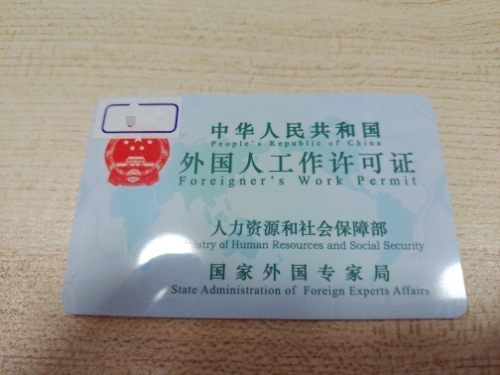 中华人民共和国
People's Republic of China
外国人工作许可证
Foreigner's Work Permit
人力资源和社会保障部
of Human Resources and Social Security
国家外国专家局
State Administration of Foreign Experts Affairs